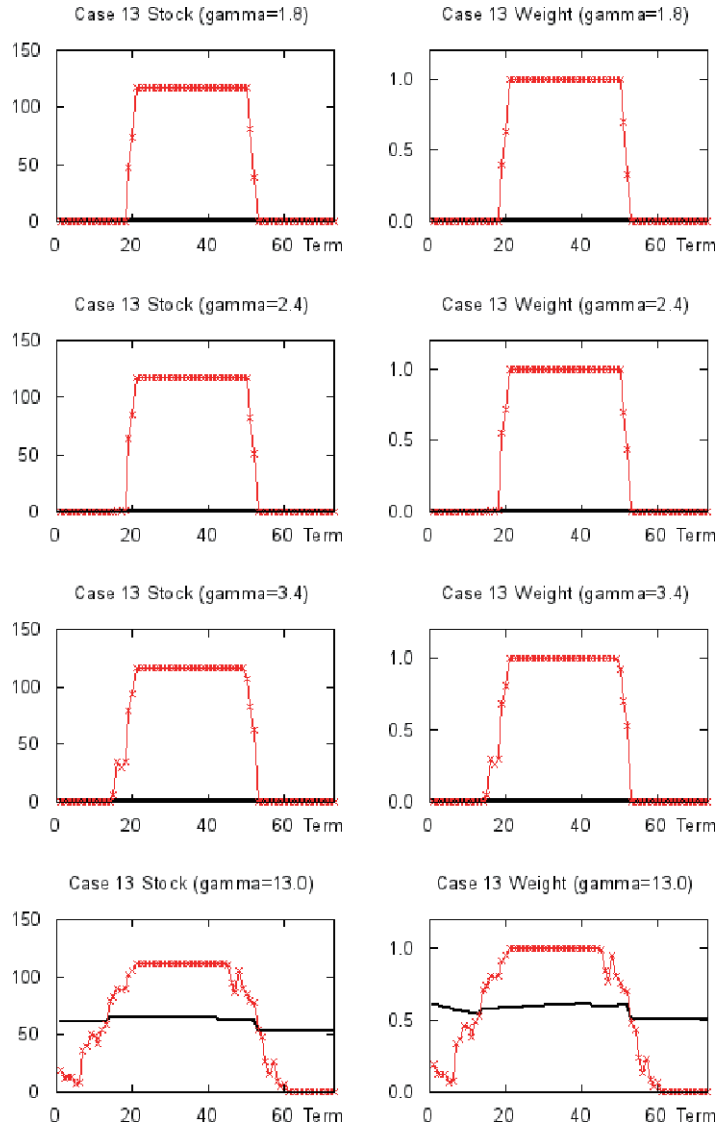 Case 13 Stock (gamma=1.8)
Case 13 Weight (gamma=1.8)
150
100
50
0
0 20 40 60 Term
1.0
0.5
0.0
0 20 40 60 Term
Case 13 Stock (gamma=2.4)
Case 13 Weight (gamma=2.4)
150
100
50
0
0 20 40 60 Term
1.0
0.5
0.0
0 20 40 60 Term
Case 13 Stock (gamma=3.4)
Case 13 Weight (gamma=3.4)
150
100
50
0
0 20 40 60 Term
1.0
0.5
0.0
0 20 40 60 Term
Case 13 Stock (gamma=13.0)
Case 13 Weight (gamma=13.0)
150
100
50
0
0 20 40 60 Term
1.0
0.5
0.0
0 20 40 60 Term